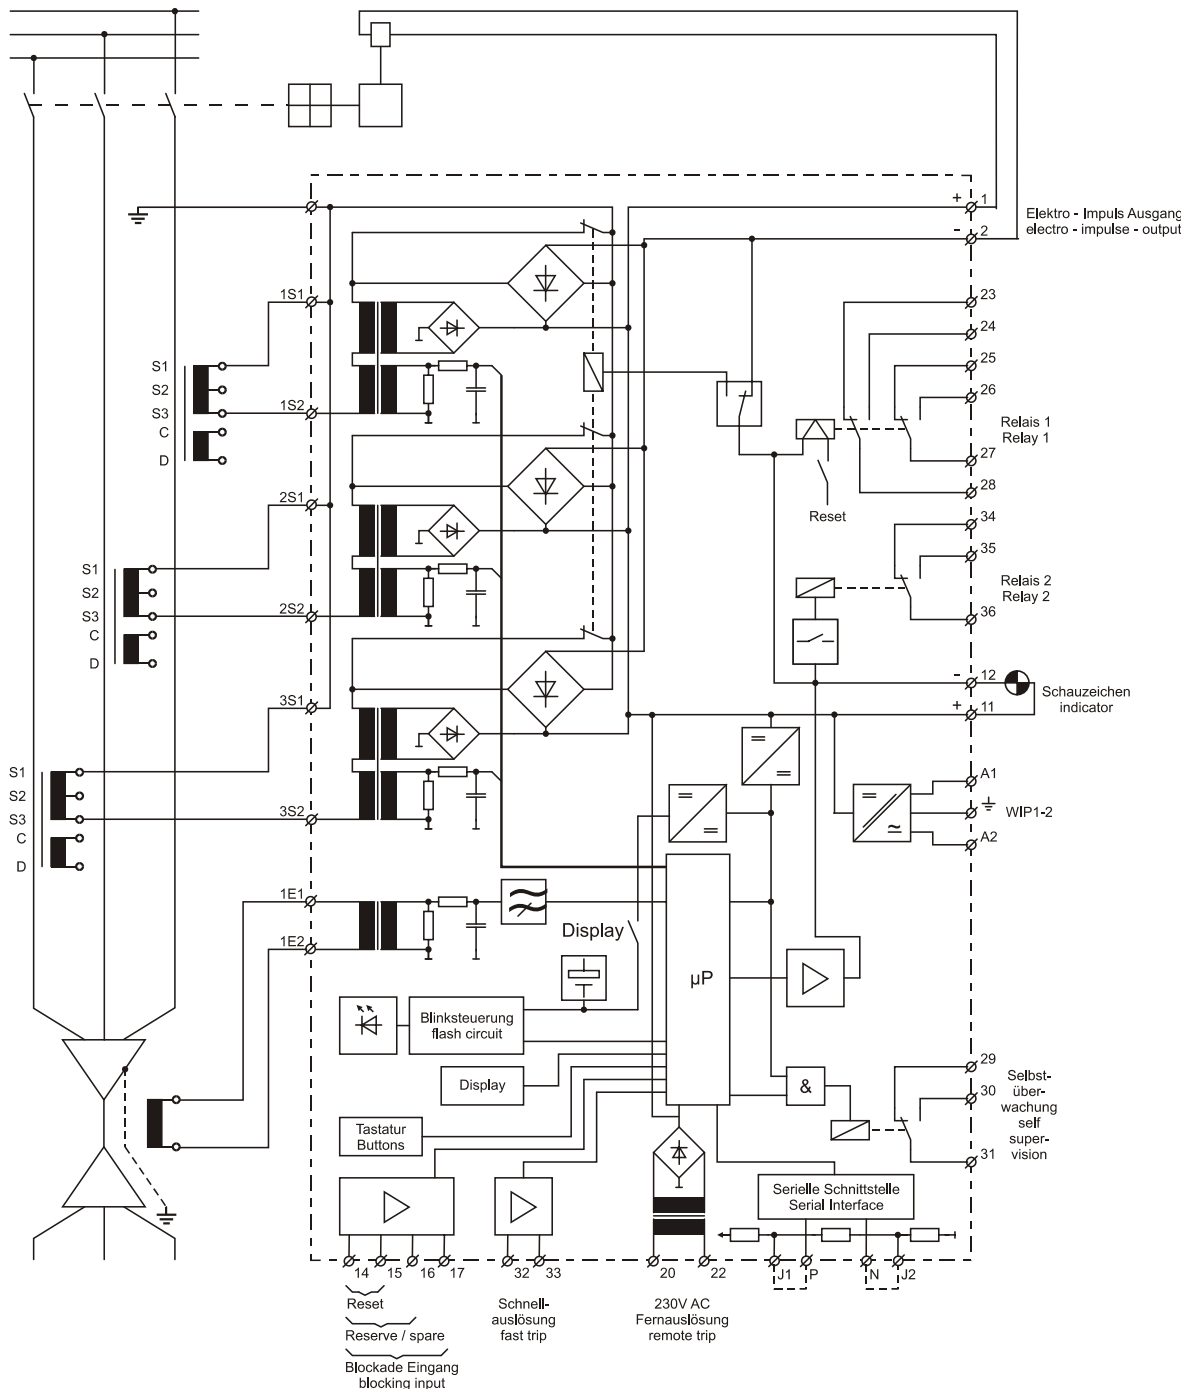 +
1
-
2
Elektro - Impuls Ausgang
electro - impulse - output
1S1
S1
S2
S3
C
D
1S2
23
24
25
26
Relais 1
Relay 1
27
28
Reset
2S1
S1
S2
S3
C
D
2S2
34
35
Relais 2
Relay 2
36
3S1
S1
S2
S3
C
D
3S2
-
12
+
11
Schauzeichen
indicator
A1
WIP1-2
A2
1E1
1E2
Display
µP
Blinksteuerung
flash circuit
Display
Tastatur
Buttons
&
29
30
31
Selbst-
über-
wachung
self
super-
vision
Serielle Schnittstelle
Serial Interface
14
15
16
17
32
33
20
22
J1
P
N
J2
Reset
Reserve / spare
Blockade Eingang
blocking input
Schnell-
auslösung
fast trip
230V AC
Fernauslösung
remote trip